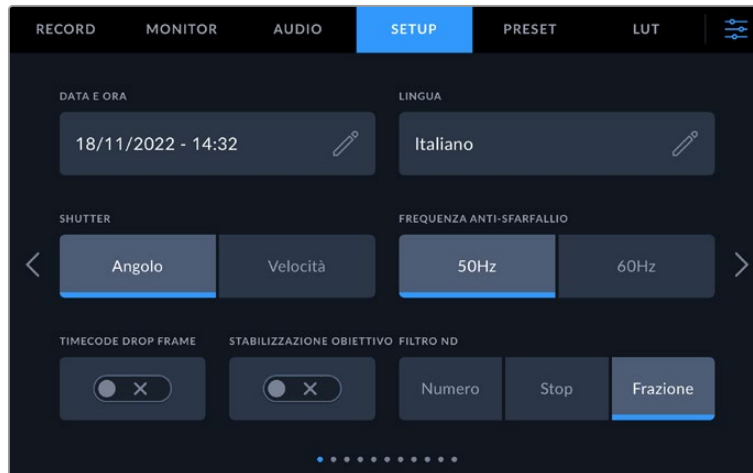 RECORD MONITOR AUDIO SETUP PRESET LUT
DATA E ORA LINGUA
18/11/2022 - 14:32 Italiano
SHUTTER FREQUENZA ANTI-SFARFALLIO
Angolo Velocità 50Hz 60Hz
TIMECODE DROP FRAME STABILIZZAZIONE OBIETTIVO FILTRO ND
Numero Stop Frazione